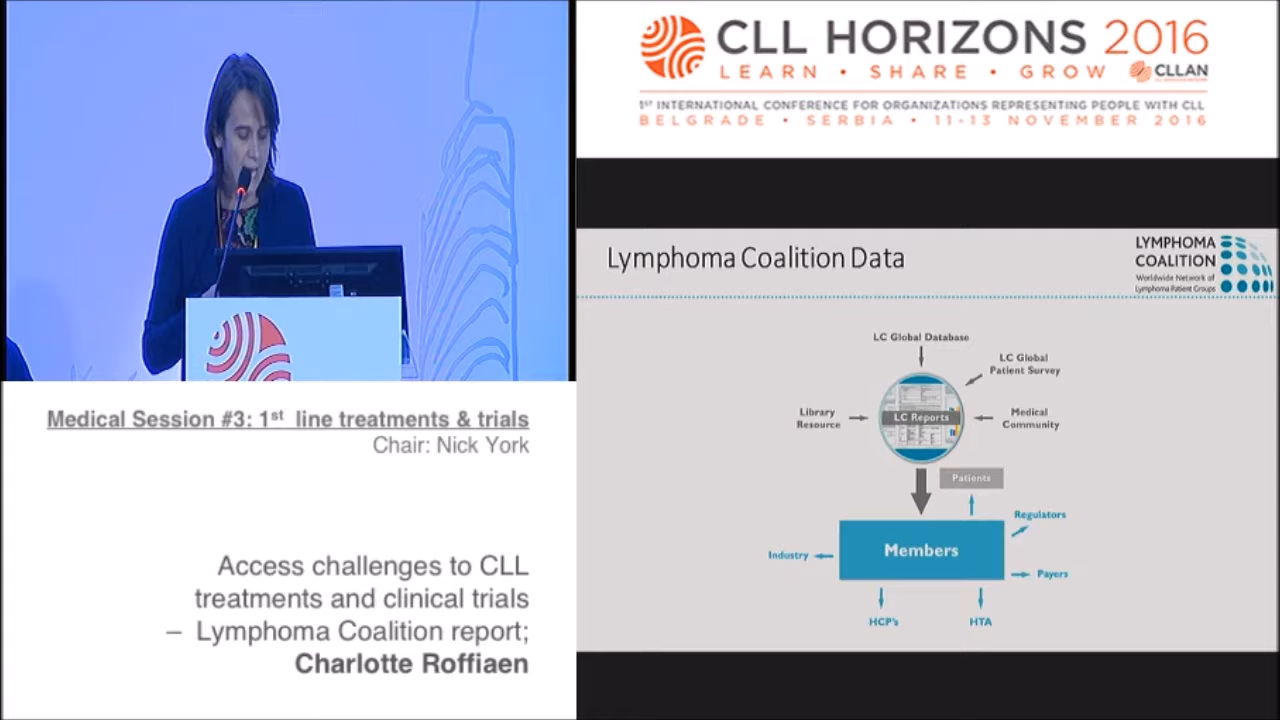 CLL HORIZONS 2016
LEARN • SHARE • GROW
CLLAN
1ST INTERNATIONAL CONFERENCE FOR ORGANIZATIONS REPRESENTING PEOPLE WITH CLL
BELGRADE • SERBIA • 11-13 NOVEMBER 2016
Medical Session #3: 1st line treatments & trials
Chair: Nick York
Access challenges to CLL
treatments and clinical trials
– Lymphoma Coalition report;
Charlotte Roffiaen
Lymphoma Coalition Data
LYMPHOMA
COALITION
Worldwide Network of
Lymphoma Patient Groups
LC Global Database
LC Global
Patient Survey
Library
Resource
LC Reports
Medical
Community
Patients
Regulators
Members
Industry
Payers
HCP's
HTA